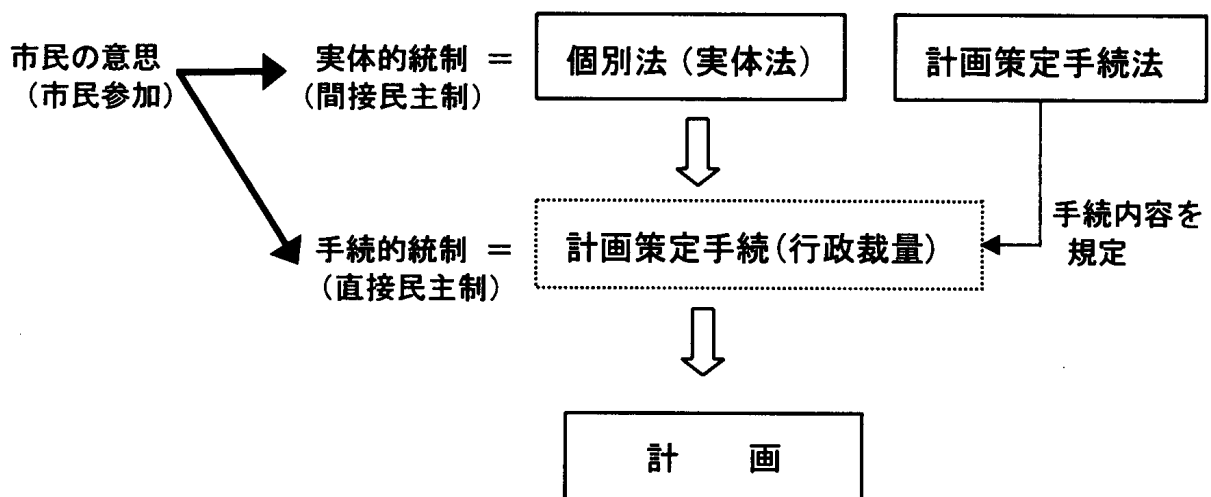 市民の意思
(市民参加)
実体的統制 =
(間接民主制)
個別法(実体法)
計画策定手続法
手続内容を
規定
手続的統制 =
(直接民主制)
計画策定手続(行政裁量)
計 画